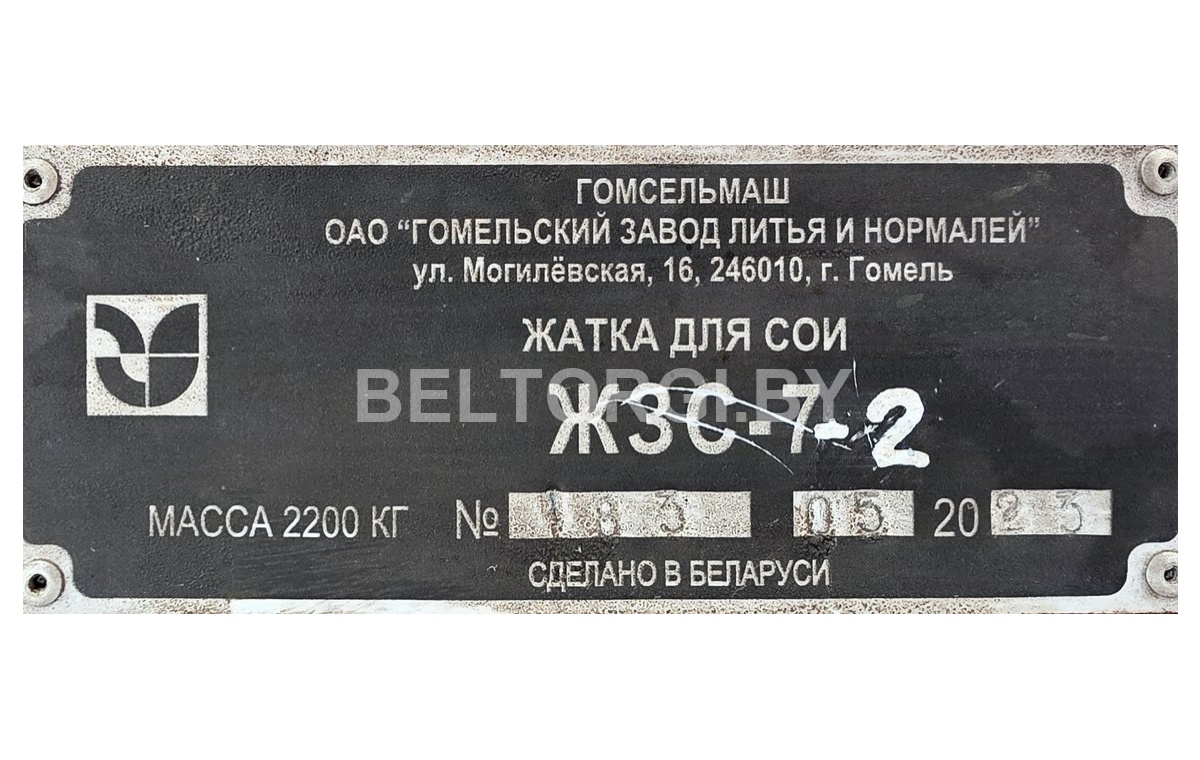 ГОМСЕЛЬМАШ
ОАО "ГОМЕЛЬСКИЙ ЗАВОД ЛИТЬЯ И НОРМАЛЕЙ"
ул. Могилёвская, 16, 246010, г. Гомель
ЖАТКА ДЛЯ СОИ
BELTORGI.BY
ЖЗС-7-2
МАССА 2200 КГ № 183 05 2023
СДЕЛАНО В БЕЛАРУСИ